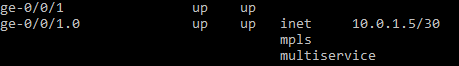 ge-0/0/1 up up
ge-0/0/1.0 up up inet 10.0.1.5/30
mpls
multiservice